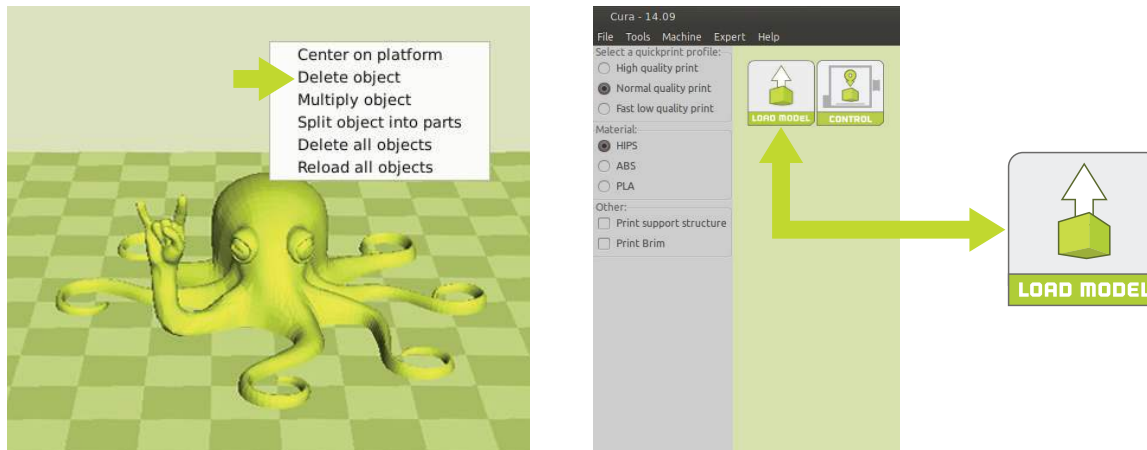 Center on platform
Delete object
Multiply object
Split object into parts
Delete all objects
Reload all objects
Cura - 14.09
File Tools Machine Expert Help
Select a quickprint profile:
High quality print
Normal quality print
Fast low quality print
Material:
HIPS
ABS
PLA
Other:
Print support structure
Print Brim
LOAD MODEL CONTROL
LOAD MODEL